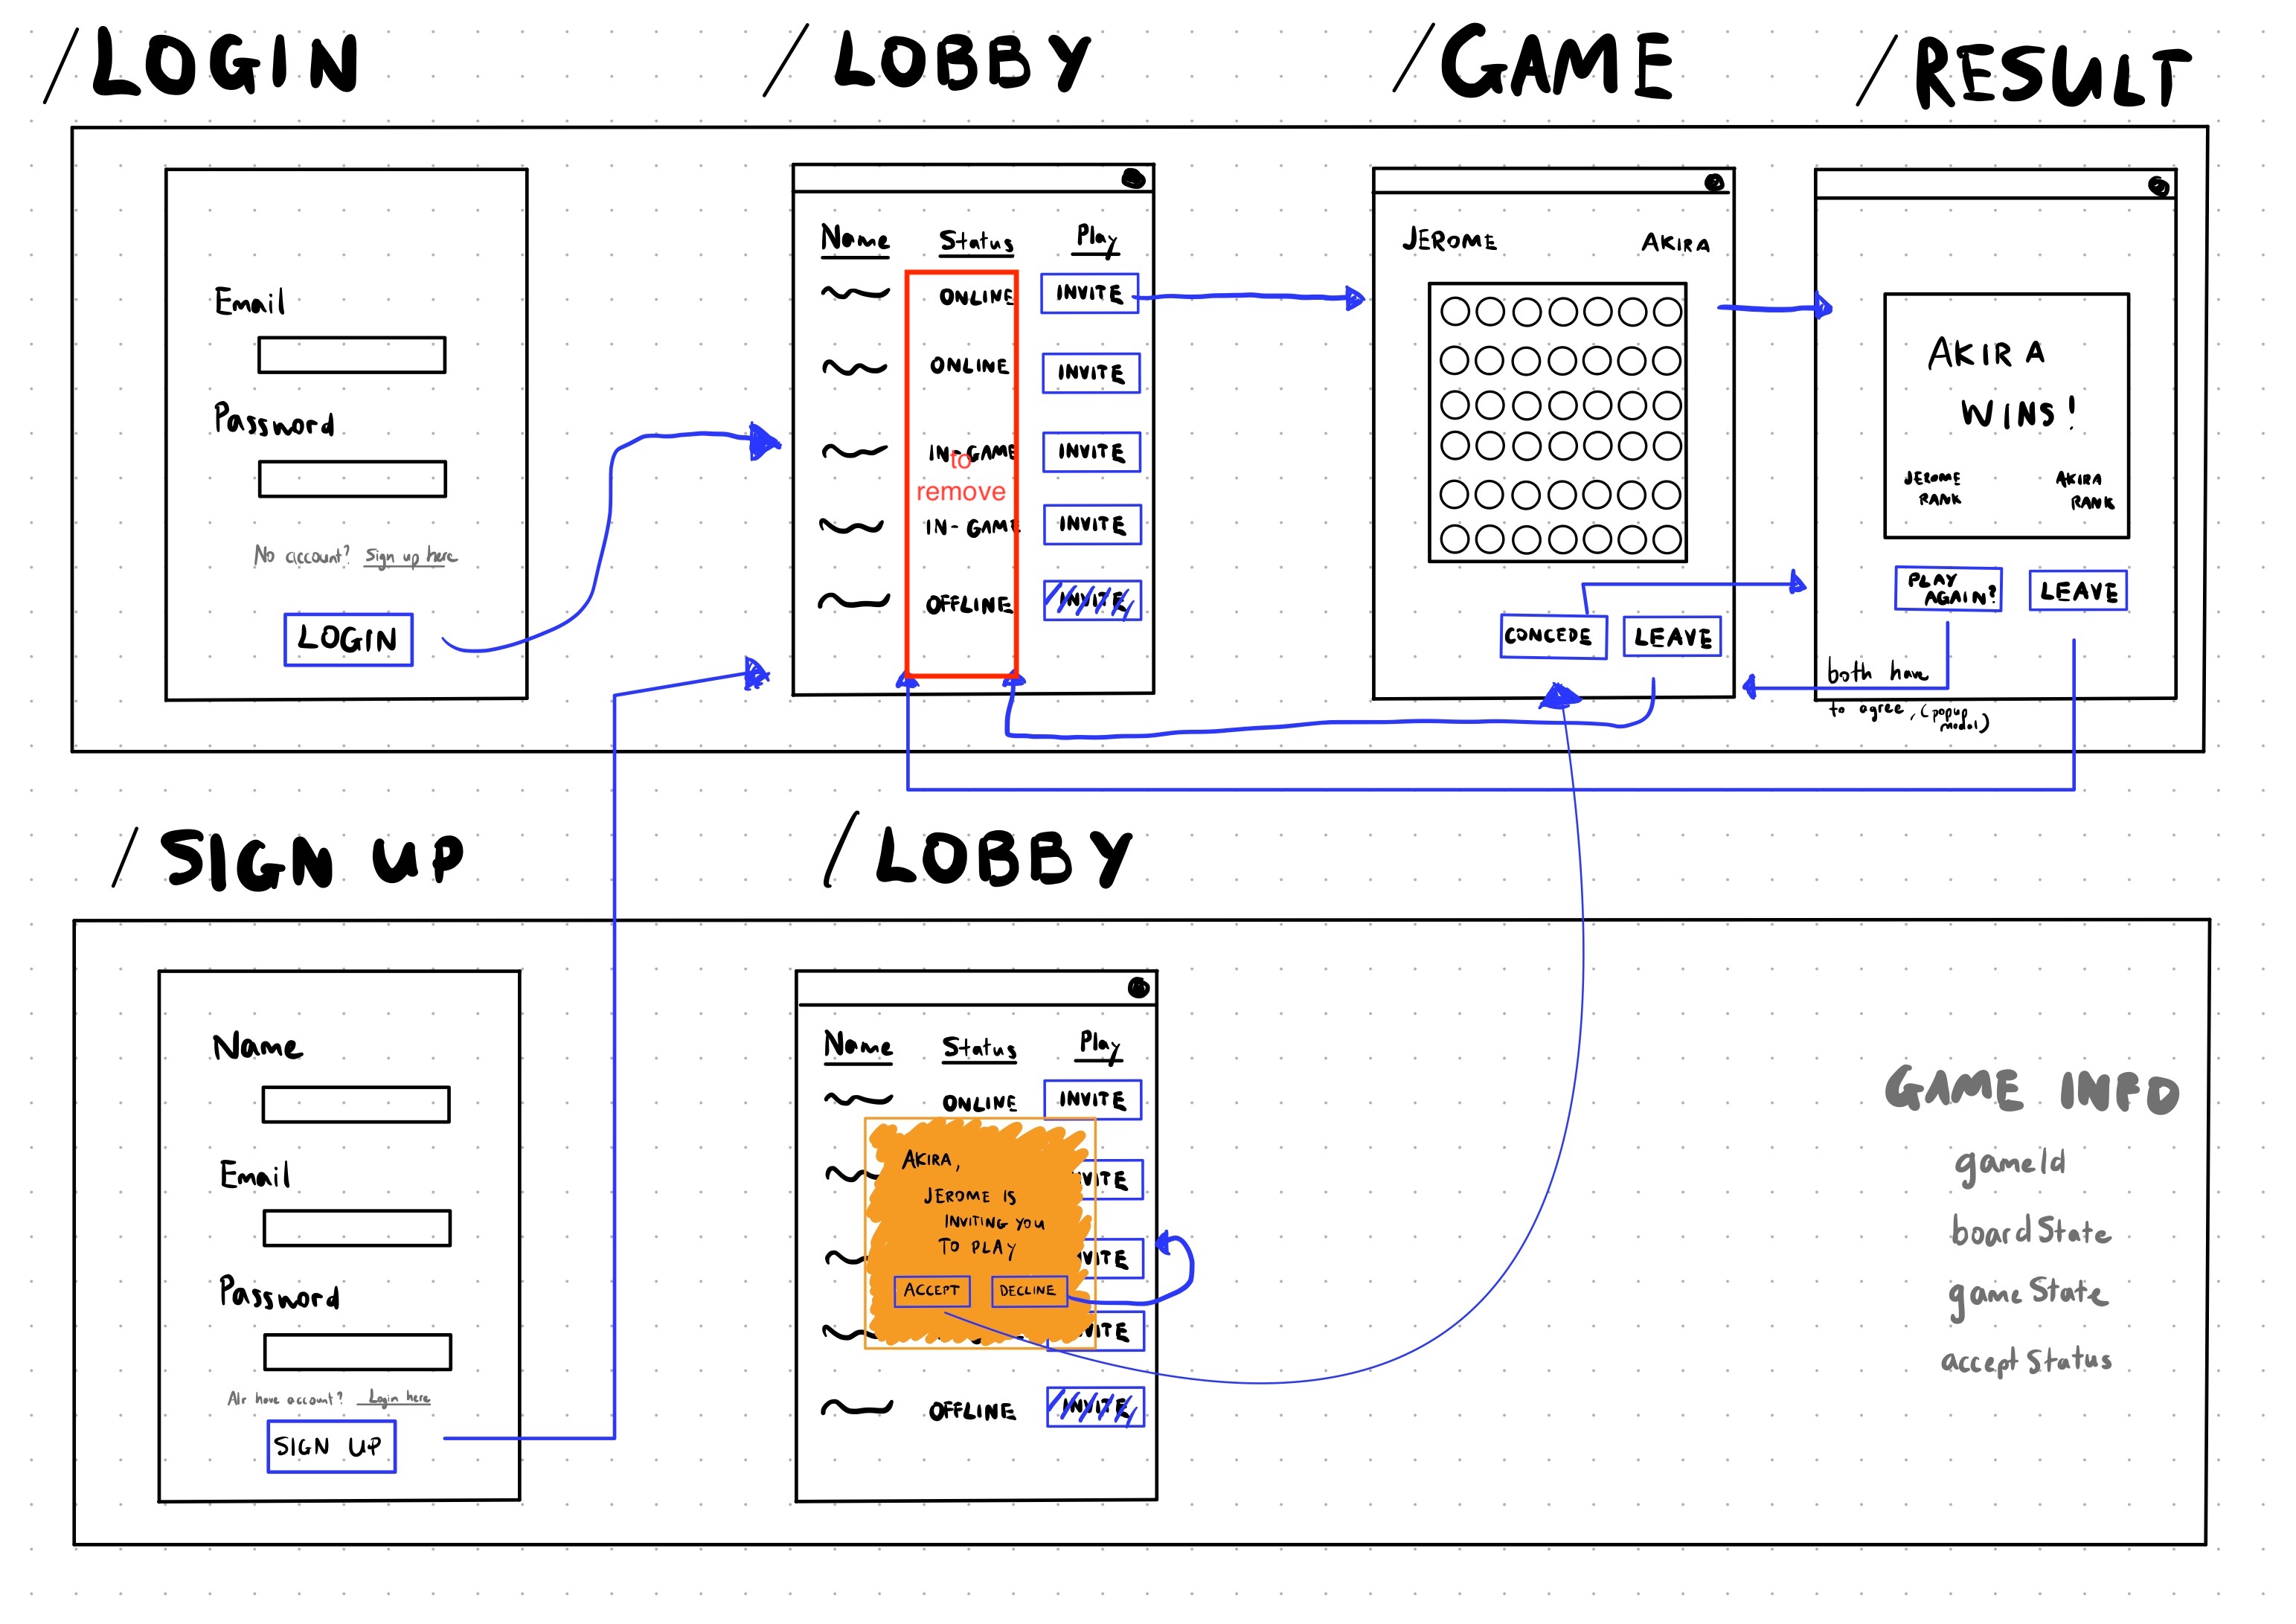 /LOGIN
/LOBBY
/GAME
/RESULT
Email
Password
No account? Sign up here
LOGIN
Name Status Play
ONLINE INVITE
ONLINE INVITE
IN-GAME INVITE
to
remove
IN-GAME INVITE
OFFLINE INVITE
JEROME AKIRA
CONCEDE LEAVE
AKIRA
WINS!
JEROME
RANK
AKIRA
RANK
PLAY
AGAIN?
LEAVE
both have
to agree, (popup
modal)
/SIGN UP
/LOBBY
Name
Email
Password
Alr have account? Login here
SIGN UP
Name Status Play
ONLINE INVITE
AKIRA,
JEROME IS
INVITING YOU
TO PLAY
ACCEPT DECLINE
VITE
VITE
VITE
OFFLINE INVITE
GAME INFO
gameId
boardState
gameState
acceptStatus